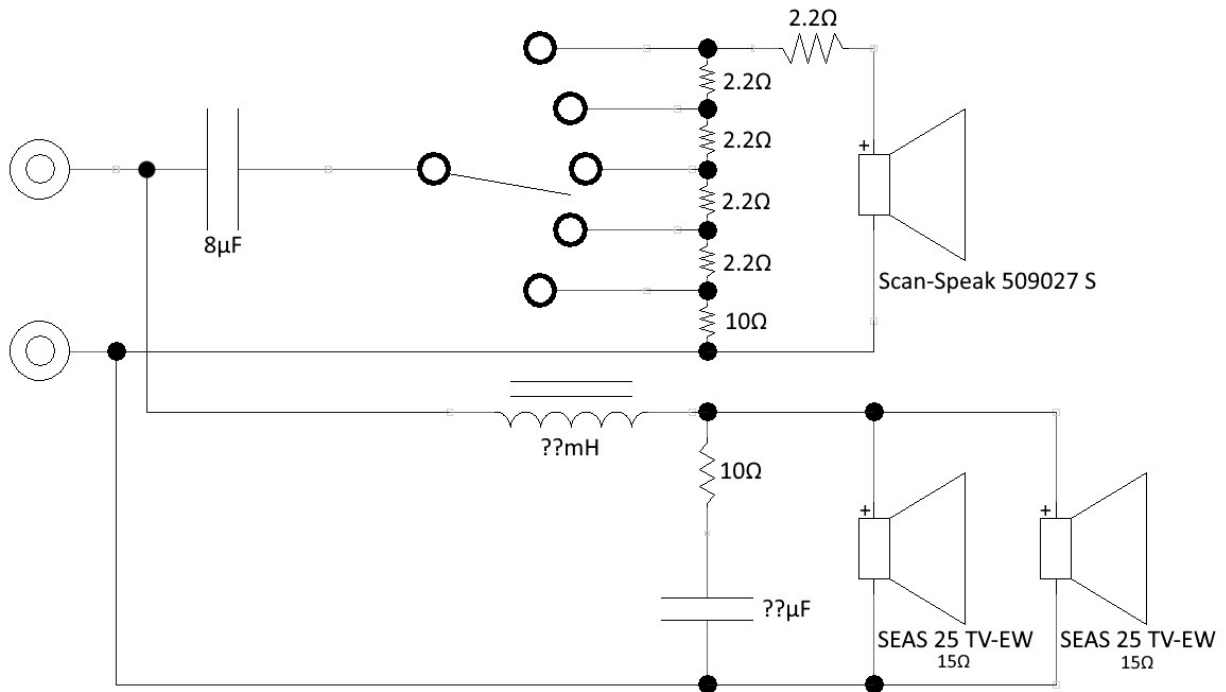 2.2Ω
2.2Ω
2.2Ω
+
8µF
2.2Ω
2.2Ω
Scan-Speak 509027 S
10Ω
??mH
10Ω
+
+
??µF
SEAS 25 TV-EW
15Ω
SEAS 25 TV-EW
15Ω